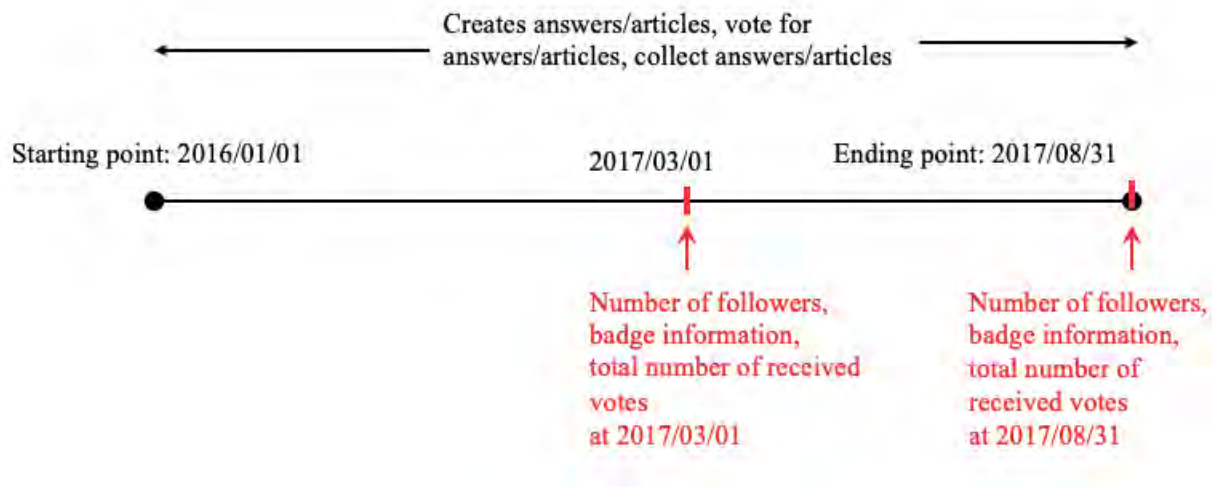 Creates answers/articles, vote for
answers/articles, collect answers/articles
Starting point: 2016/01/01
2017/03/01
Ending point: 2017/08/31
Number of followers,
badge information,
total number of received
votes
at 2017/03/01
Number of followers,
badge information,
total number of
received votes
at 2017/08/31